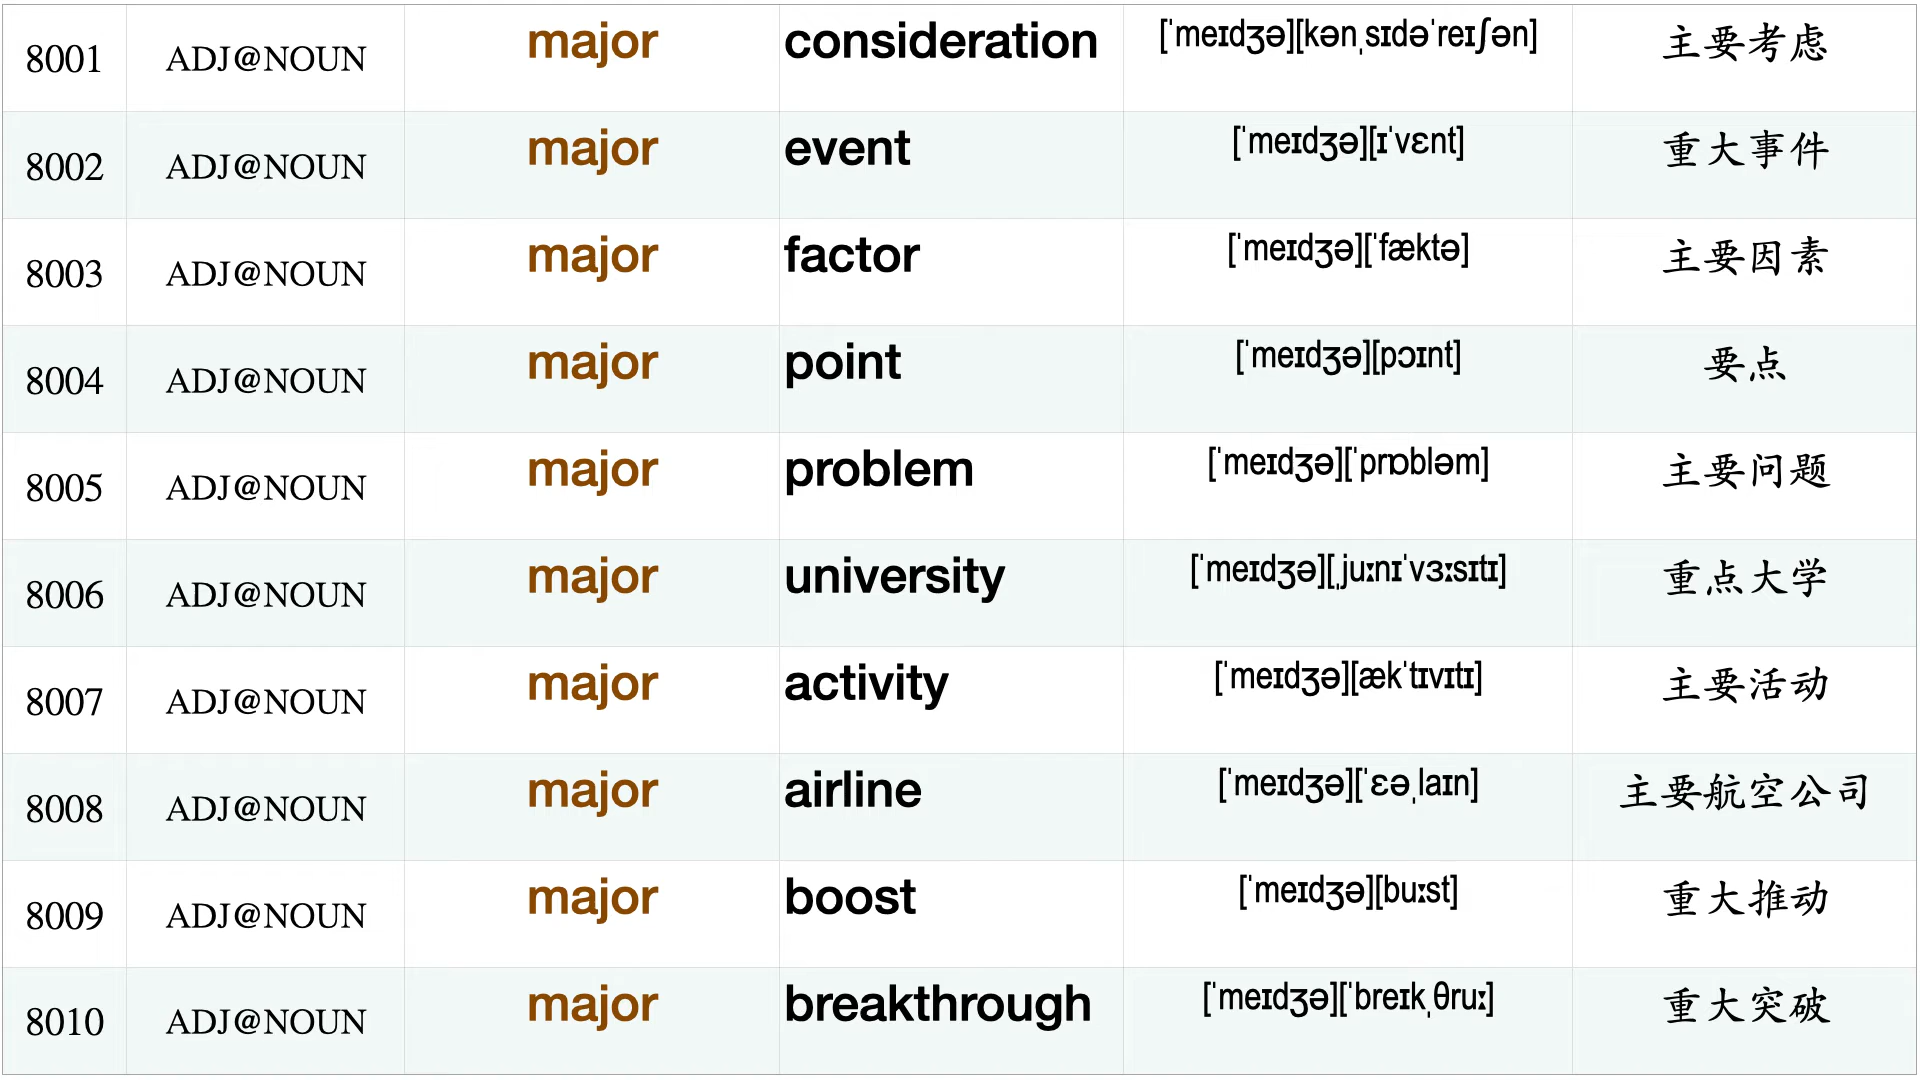 8001 ADJ@NOUN major consideration [ˈmeɪdʒə][kənˌsɪdəˈreɪʃən] 主要考虑
8002 ADJ@NOUN major event [ˈmeɪdʒə][ɪˈvɛnt] 重大事件
8003 ADJ@NOUN major factor [ˈmeɪdʒə][ˈfæktə] 主要因素
8004 ADJ@NOUN major point [ˈmeɪdʒə][pɔɪnt] 要点
8005 ADJ@NOUN major problem [ˈmeɪdʒə][ˈprɒbləm] 主要问题
8006 ADJ@NOUN major university [ˈmeɪdʒə][ˌjuːnɪˈvɜːsɪtɪ] 重点大学
8007 ADJ@NOUN major activity [ˈmeɪdʒə][ækˈtɪvɪtɪ] 主要活动
8008 ADJ@NOUN major airline [ˈmeɪdʒə][ˈɛəˌlaɪn] 主要航空公司
8009 ADJ@NOUN major boost [ˈmeɪdʒə][buːst] 重大推动
8010 ADJ@NOUN major breakthrough [ˈmeɪdʒə][ˈbreɪkˌθruː] 重大突破